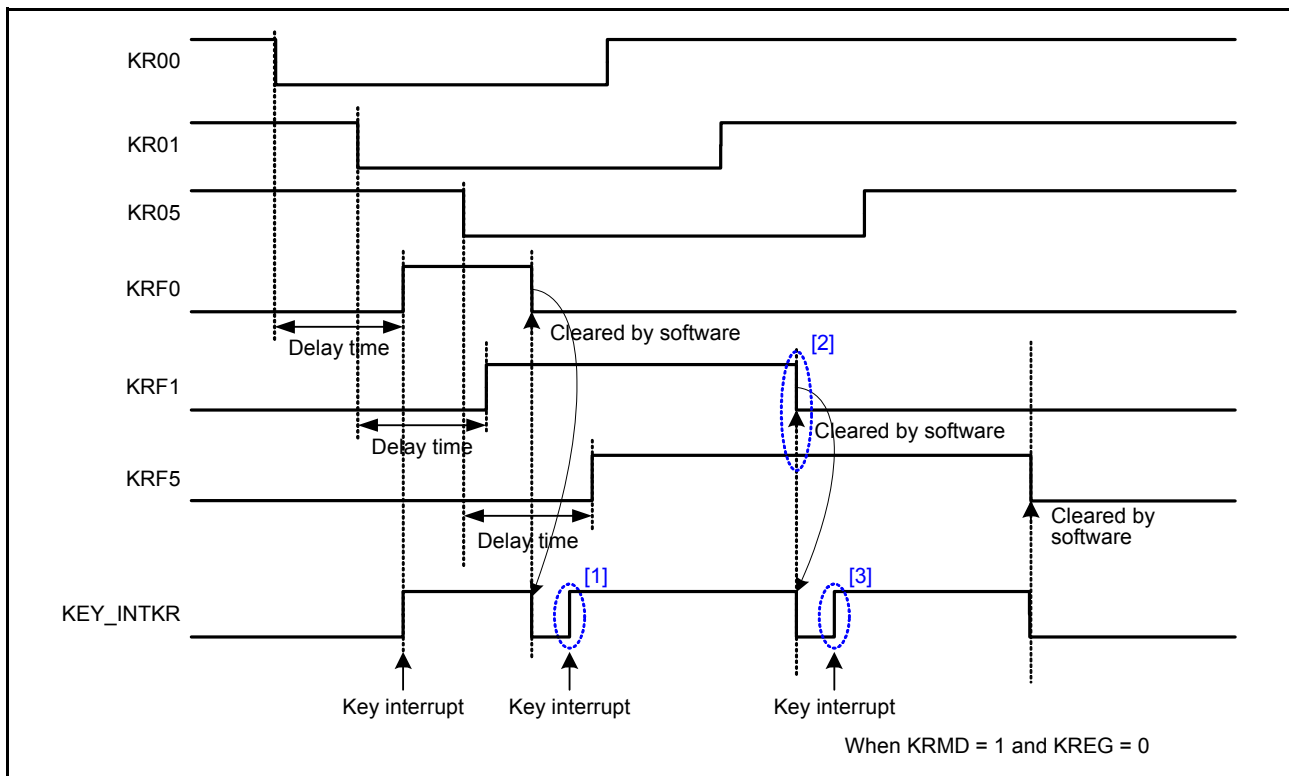 KR00
KR01
KR05
KRF0
Cleared by software
Delay time
[2]
KRF1
Cleared by software
Delay time
KRF5
Cleared by
software
Delay time
[1]
[3]
KEY_INTKR
Key interrupt
Key interrupt
Key interrupt
When KRMD = 1 and KREG = 0